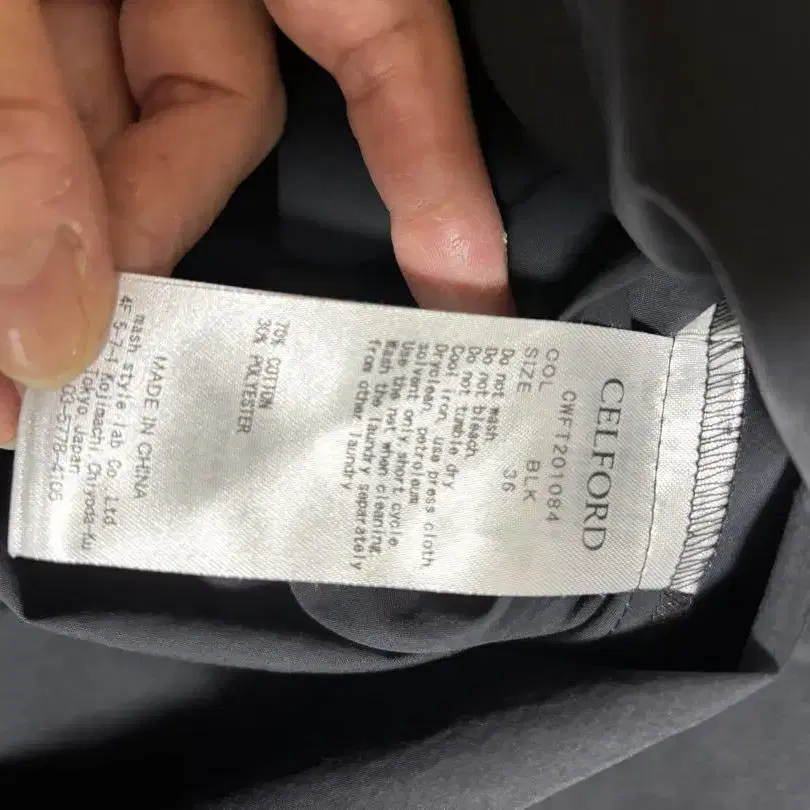 CELFORD
CWFT201084
COL BLK
SIZE 36
Do not wash
Do not bleach
Do not tumble dry
Cool iron, use press cloth
Dryclean, petroleum
solvent only,short cycle
Use the net when cleaning.
Wash the laundry separately
from other laundry
70% COTTON
30% POLYESTER
MADE IN CHINA
mash style lab Co.Ltd
4F 5-7-1 Kojimachi,Chiyoda-Ku
Tokyo Japan
03-5778-4105